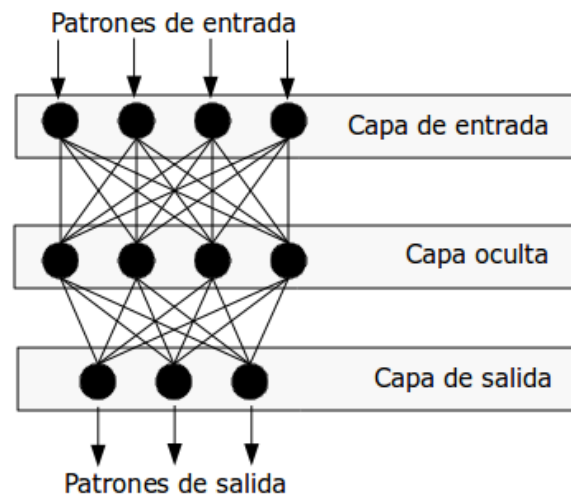 Patrones de entrada
Capa de entrada
Capa oculta
Capa de salida
Patrones de salida